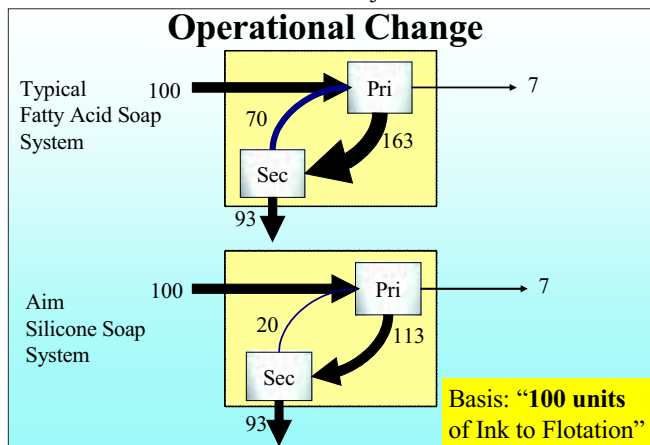 Operational Change
Typical
Fatty Acid Soap
System
100
70
Pri
7
163
Sec
93
Aim
Silicone Soap
System
100
20
Pri
7
113
Sec
93
Basis: “100 units
of Ink to Flotation”